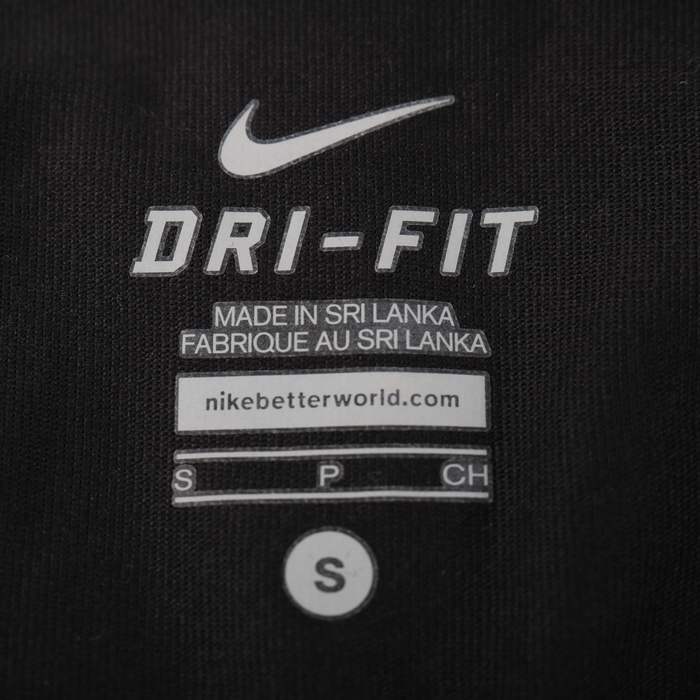 DRI-FIT
MADE IN SRI LANKA
FABRIQUE AU SRI LANKA
nikebetterworld.com
S P CH
S